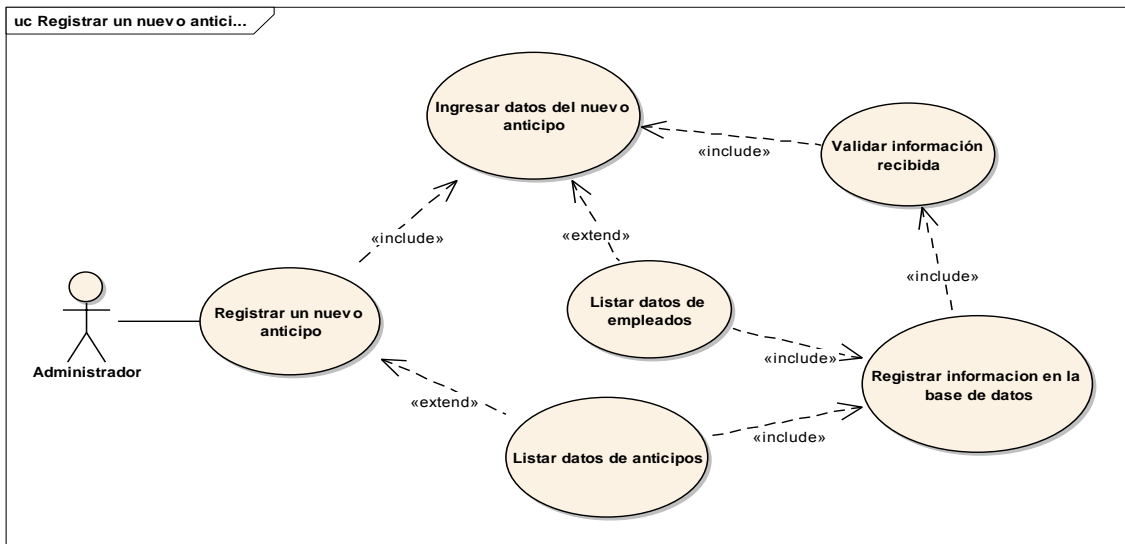 uc Registrar un nuevo antici...
Ingresar datos del nuevo
anticipo
«include»
Validar información
recibida
«include»
«extend»
«include»
Registrar un nuevo
anticipo
Listar datos de
empleados
Administrador
«include»
Registrar informacion en la
base de datos
«extend»
«include»
Listar datos de anticipos